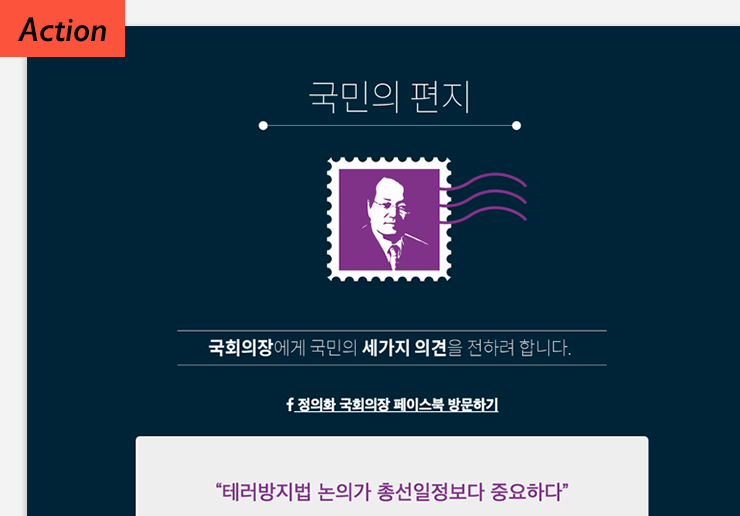 Action
국민의 편지
국회의장에게 국민의 세가지 의견을 전하려 합니다.
f 정의화 국회의장 페이스북 방문하기
“테러방지법 논의가 총선일정보다 중요하다”